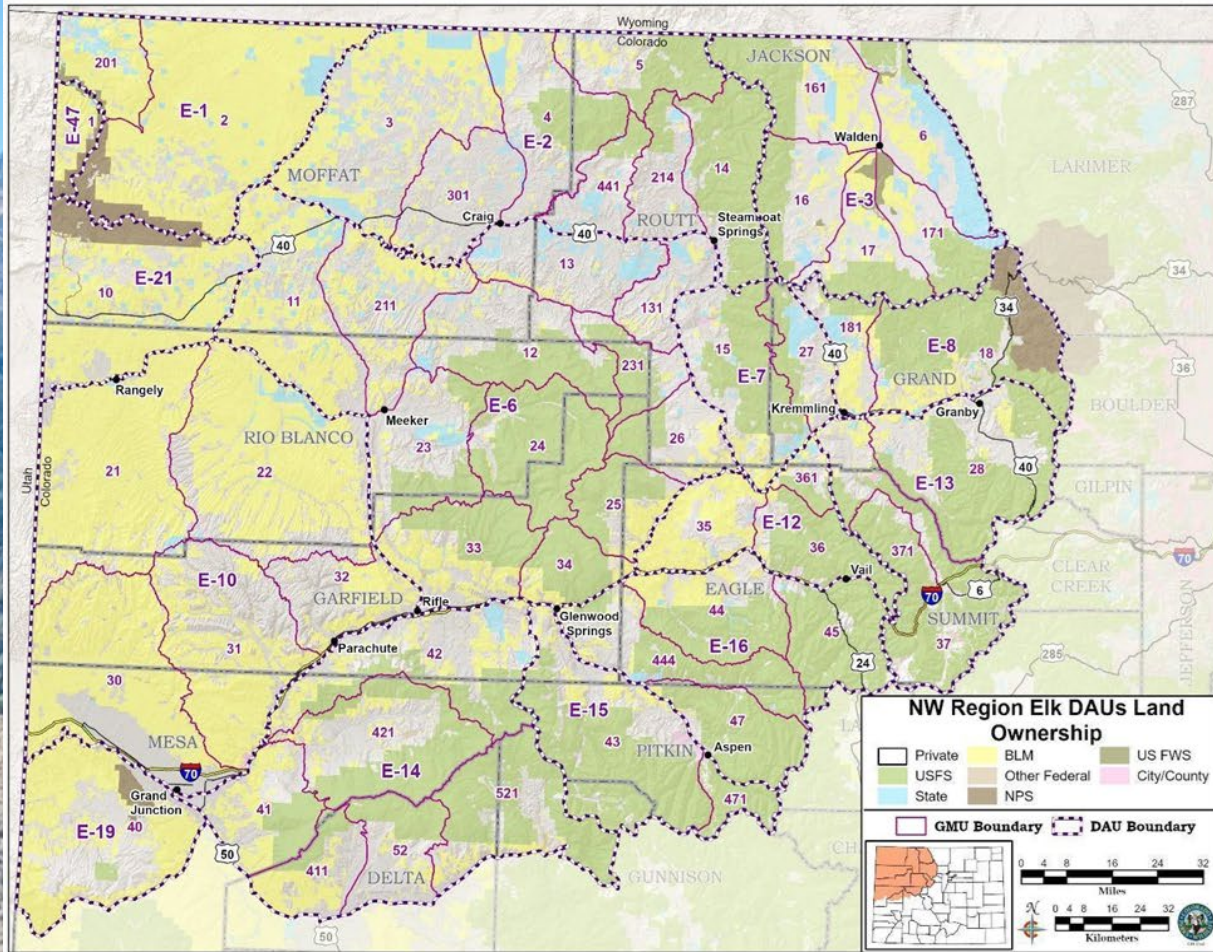 Wyoming
Colorado
JACKSON
201
5
161
287
E-47
1
E-1
2
3
4
E-2
6
Walden
LARIMER
MOFFAT
441
214
14
301
16
E-3
Craig
ROUTT
Steamboat
Springs
17
171
40
40
13
34
E-21
10
11
211
131
34
15
27
181
40
E-8
18
12
231
E-7
GRAND
36
Rangely
Meeker
E-6
Kremmling
Granby
BOULDER
RIO BLANCO
23
24
26
28
40
21
22
Utah
Colorado
25
361
E-13
GILPIN
35
E-12
33
34
36
371
70
E-10
32
Vail
CLEAR
CREEK
GARFIELD
Rifle
EAGLE
70
6
Glenwood
Springs
44
SUMMIT
JEFFERSON
Parachute
42
45
31
444
E-16
24
37
285
30
E-15
47
MESA
421
43
PITKIN
Aspen
70
E-14
Grand
Junction
41
521
471
E-19
40
50
52
411
DELTA
GUNNISON
50
NW Region Elk DAUs Land
Ownership
Private
BLM
US FWS
USFS
Other Federal
City/County
State
NPS
GMU Boundary
DAU Boundary
0 4 8 16 24 32
Miles
N
0 4 8 16 24 32
Kilometers